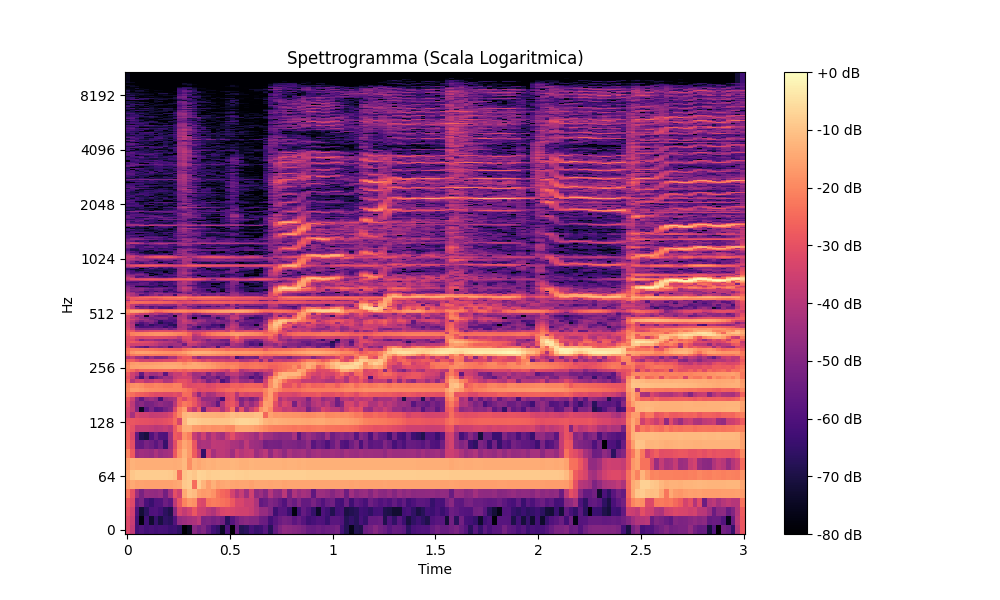 Spettrogramma (Scala Logaritmica)
Hz
8192
4096
2048
1024
512
256
128
64
0
0 0.5 1 1.5 2 2.5 3
Time
+0 dB
-10 dB
-20 dB
-30 dB
-40 dB
-50 dB
-60 dB
-70 dB
-80 dB